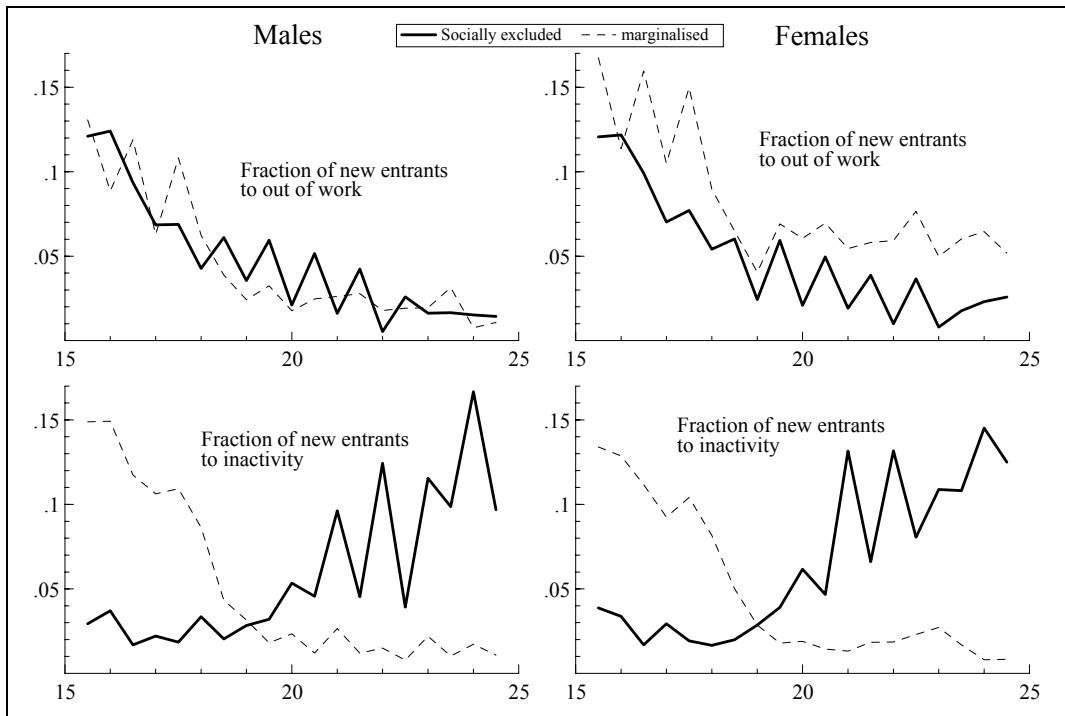 Males
Socially excluded
marginalised
Females
.15
.1
.05
Fraction of new entrants
to out of work
15
20
25
.15
.1
.05
Fraction of new entrants
to out of work
15
20
25
.15
.1
.05
Fraction of new entrants
to inactivity
15
20
25
.15
.1
.05
Fraction of new entrants
to inactivity
15
20
25